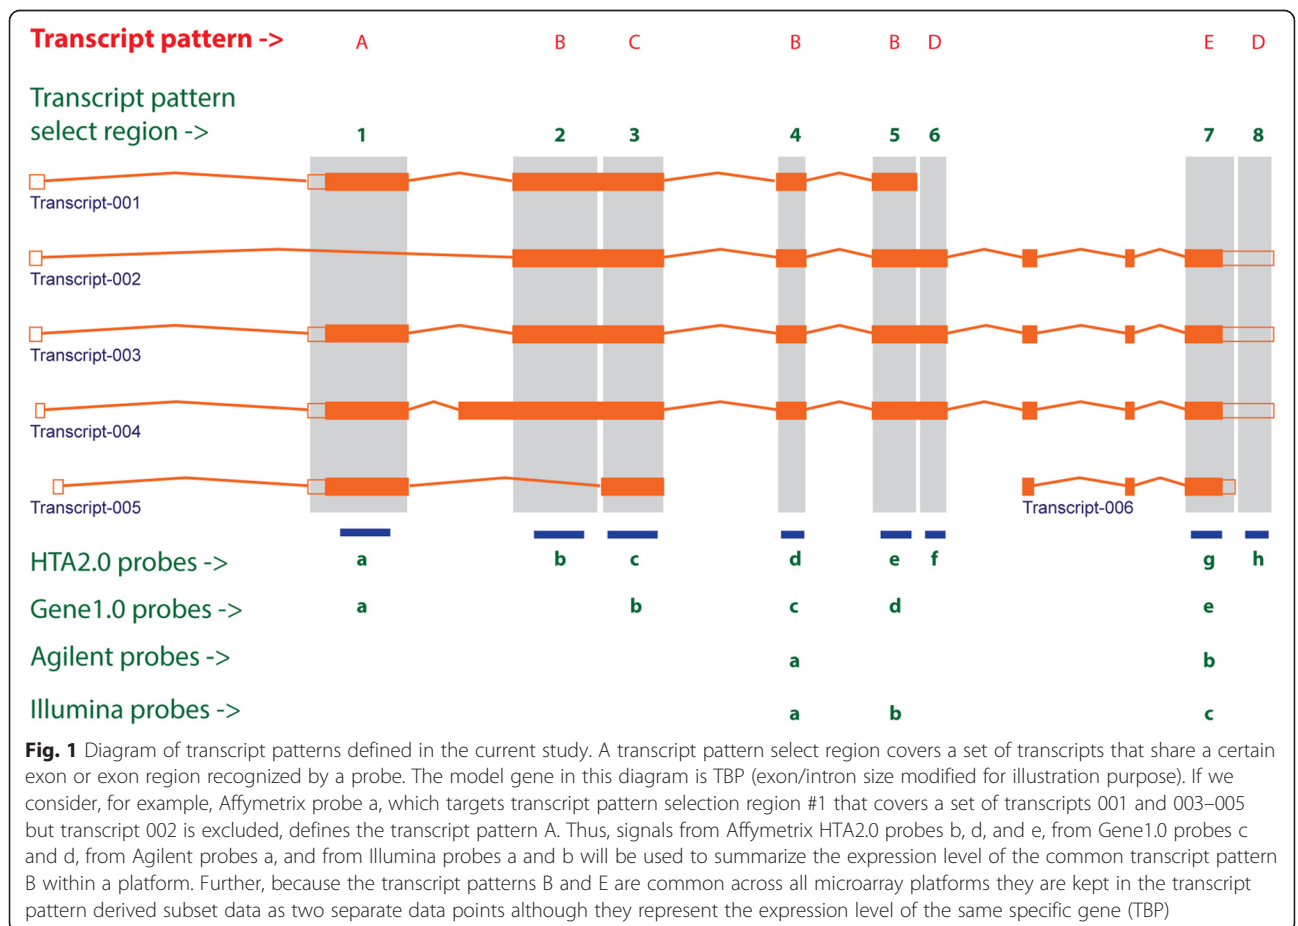 Transcript pattern -> A B C B B D E D
Transcript pattern
select region -> 1 2 3 4 5 6 7 8
Transcript-001
Transcript-002
Transcript-003
Transcript-004
Transcript-005 Transcript-006
HTA2.0 probes -> a b c d e f g h
Gene1.0 probes -> a b c d e
Agilent probes -> a b
Illumina probes -> a b c
Fig. 1 Diagram of transcript patterns defined in the current study. A transcript pattern select region covers a set of transcripts that share a certain
exon or exon region recognized by a probe. The model gene in this diagram is TBP (exon/intron size modified for illustration purpose). If we
consider, for example, Affymetrix probe a, which targets transcript pattern selection region #1 that covers a set of transcripts 001 and 003–005
but transcript 002 is excluded, defines the transcript pattern A. Thus, signals from Affymetrix HTA2.0 probes b, d, and e, from Gene1.0 probes c
and d, from Agilent probes a, and from Illumina probes a and b will be used to summarize the expression level of the common transcript pattern
B within a platform. Further, because the transcript patterns B and E are common across all microarray platforms they are kept in the transcript
pattern derived subset data as two separate data points although they represent the expression level of the same specific gene (TBP)